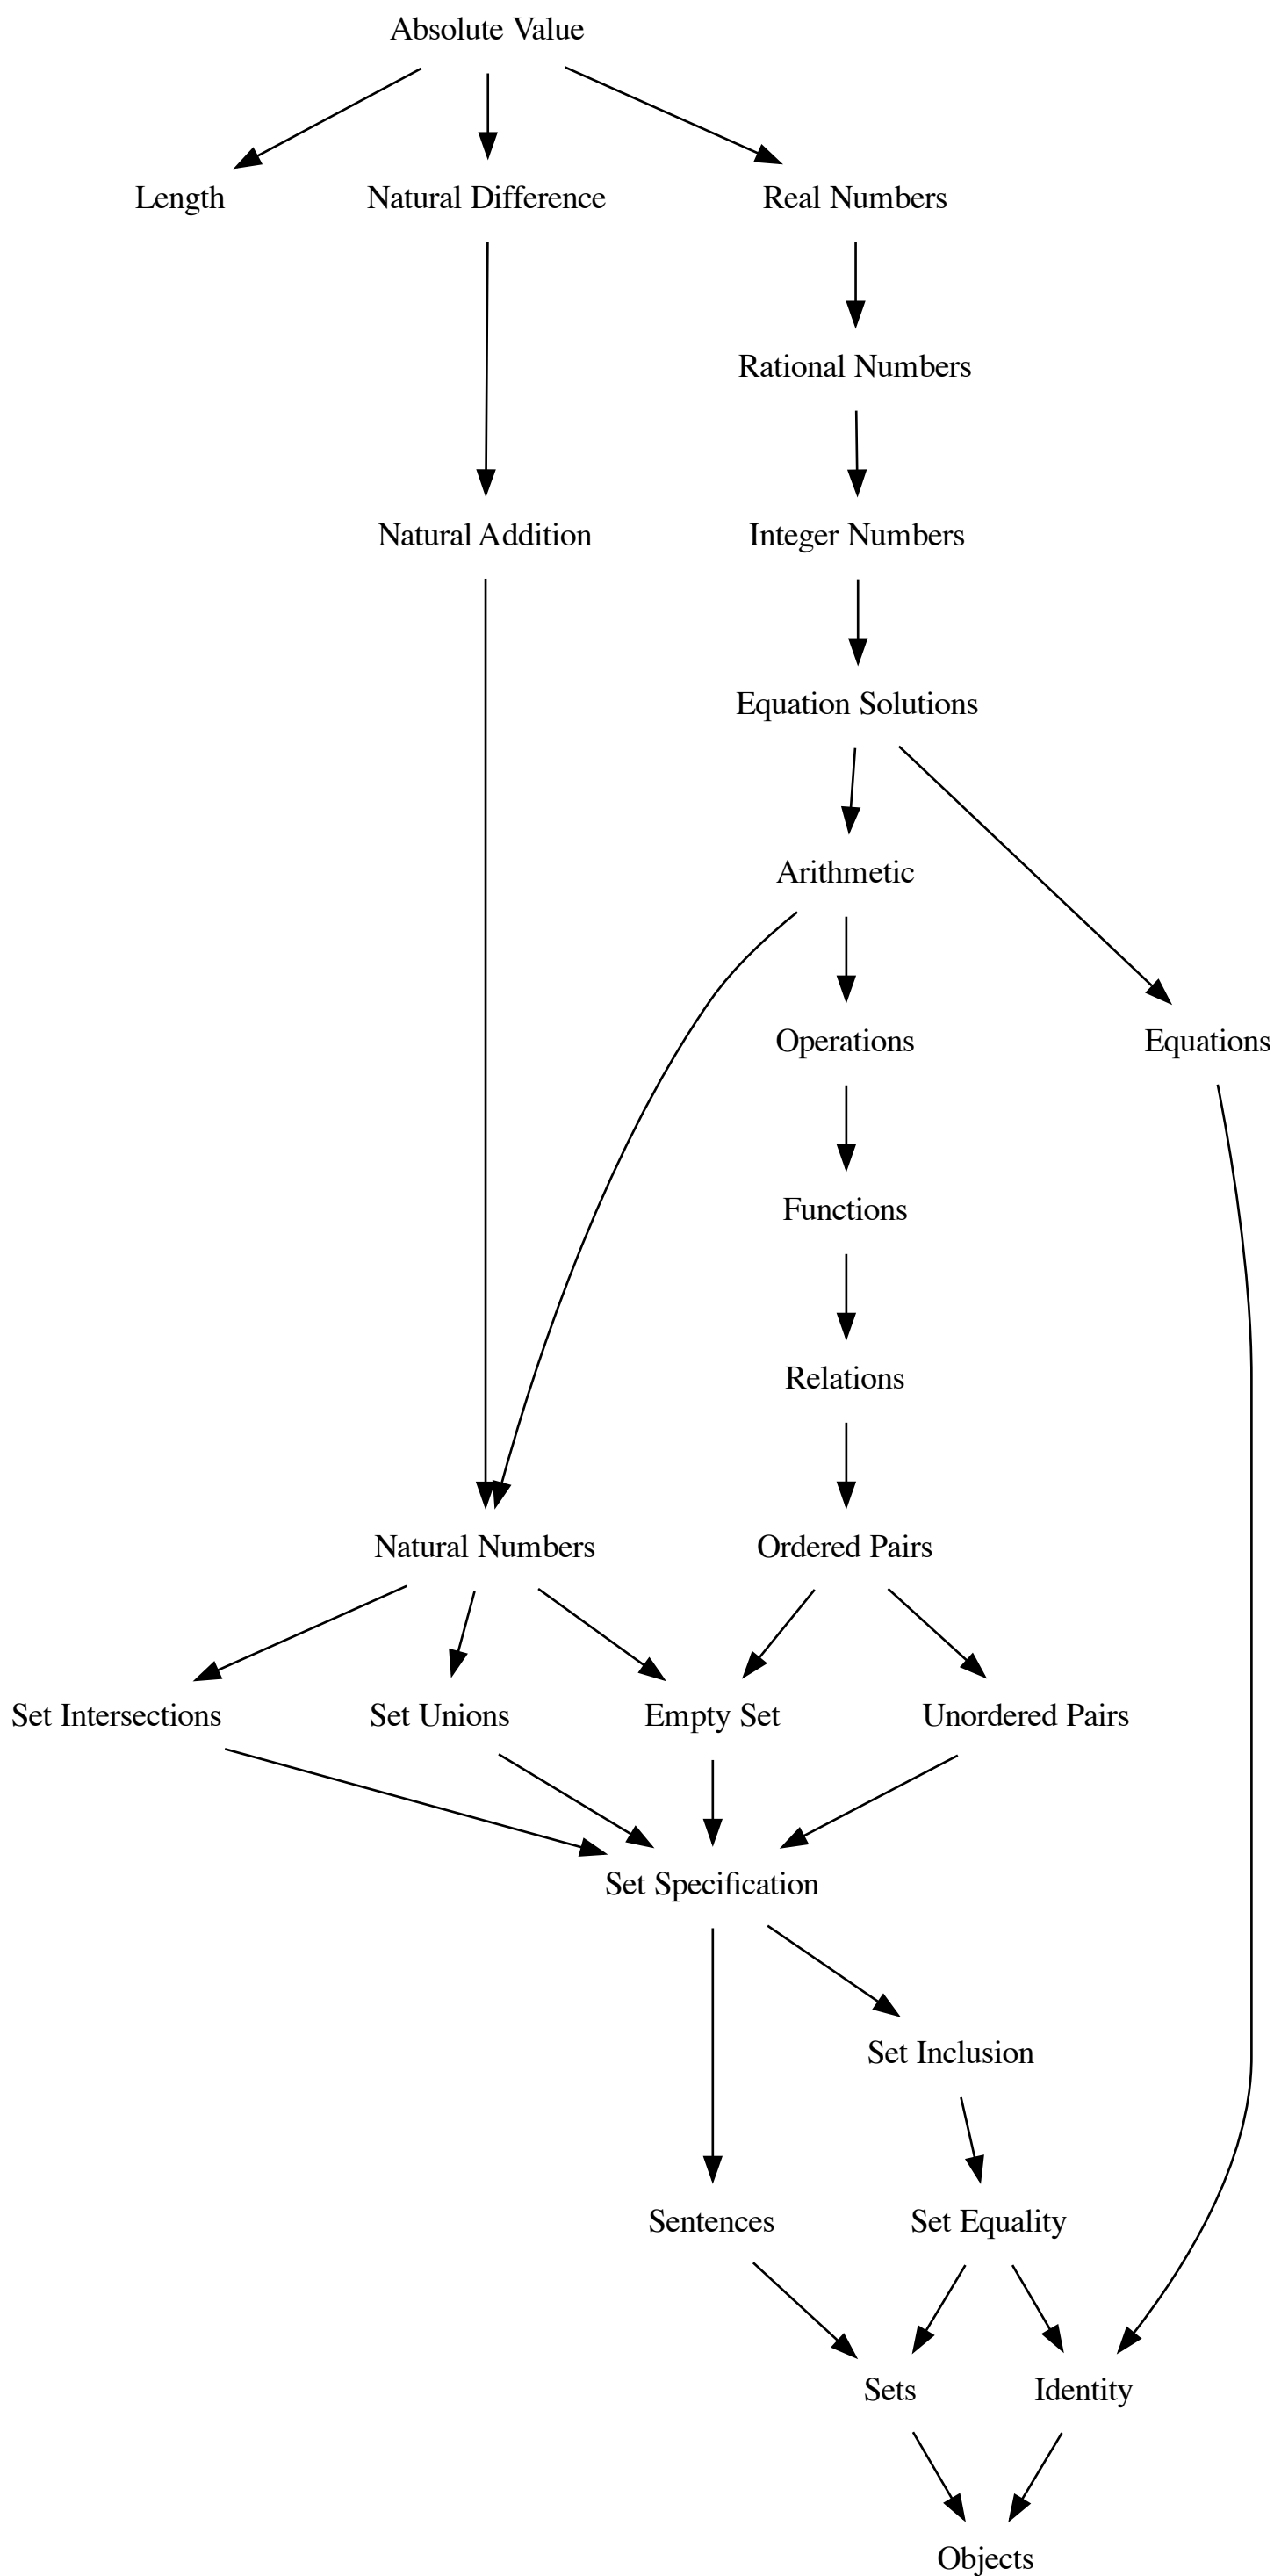 Absolute Value
Length
Natural Difference
Real Numbers
Rational Numbers
Natural Addition
Integer Numbers
Equation Solutions
Arithmetic
Operations
Equations
Functions
Relations
Natural Numbers
Ordered Pairs
Set Intersections
Set Unions
Empty Set
Unordered Pairs
Set Specification
Set Inclusion
Sentences
Set Equality
Sets
Identity
Objects